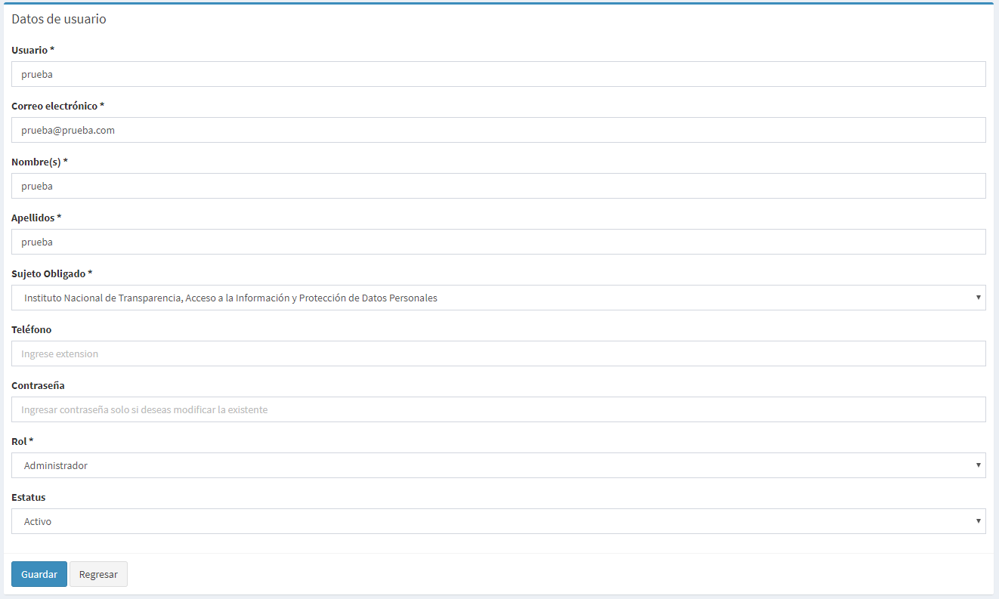 Datos de usuario
Usuario *
prueba
Correo electrónico *
prueba@prueba.com
Nombre(s) *
prueba
Apellidos *
prueba
Sujeto Obligado *
Instituto Nacional de Transparencia, Acceso a la Información y Protección de Datos Personales
Teléfono
Ingrese extension
Contraseña
Ingresar contraseña solo si deseas modificar la existente
Rol *
Administrador
Estatus
Activo
Guardar Regresar